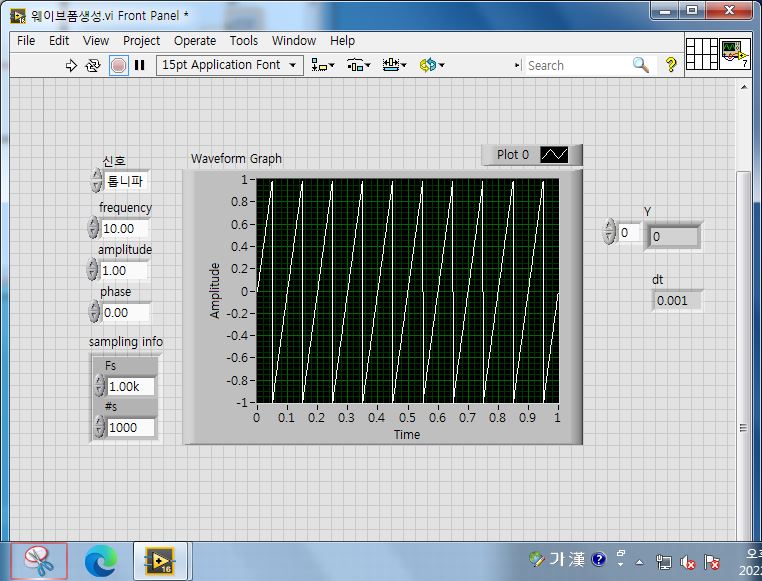 웨이브폼생성.vi Front Panel *
File Edit View Project Operate Tools Window Help
15pt Application Font
Search
7
신호
톱니파
frequency
10.00
amplitude
1.00
phase
0.00
sampling info
Fs
1.00k
#s
1000
Waveform Graph
Plot 0
Amplitude
1
0.8
0.6
0.4
0.2
0
-0.2
-0.4
-0.6
-0.8
-1
0 0.1 0.2 0.3 0.4 0.5 0.6 0.7 0.8 0.9 1
Time
Y
0
0
dt
0.001
16
가 漢
오
2022